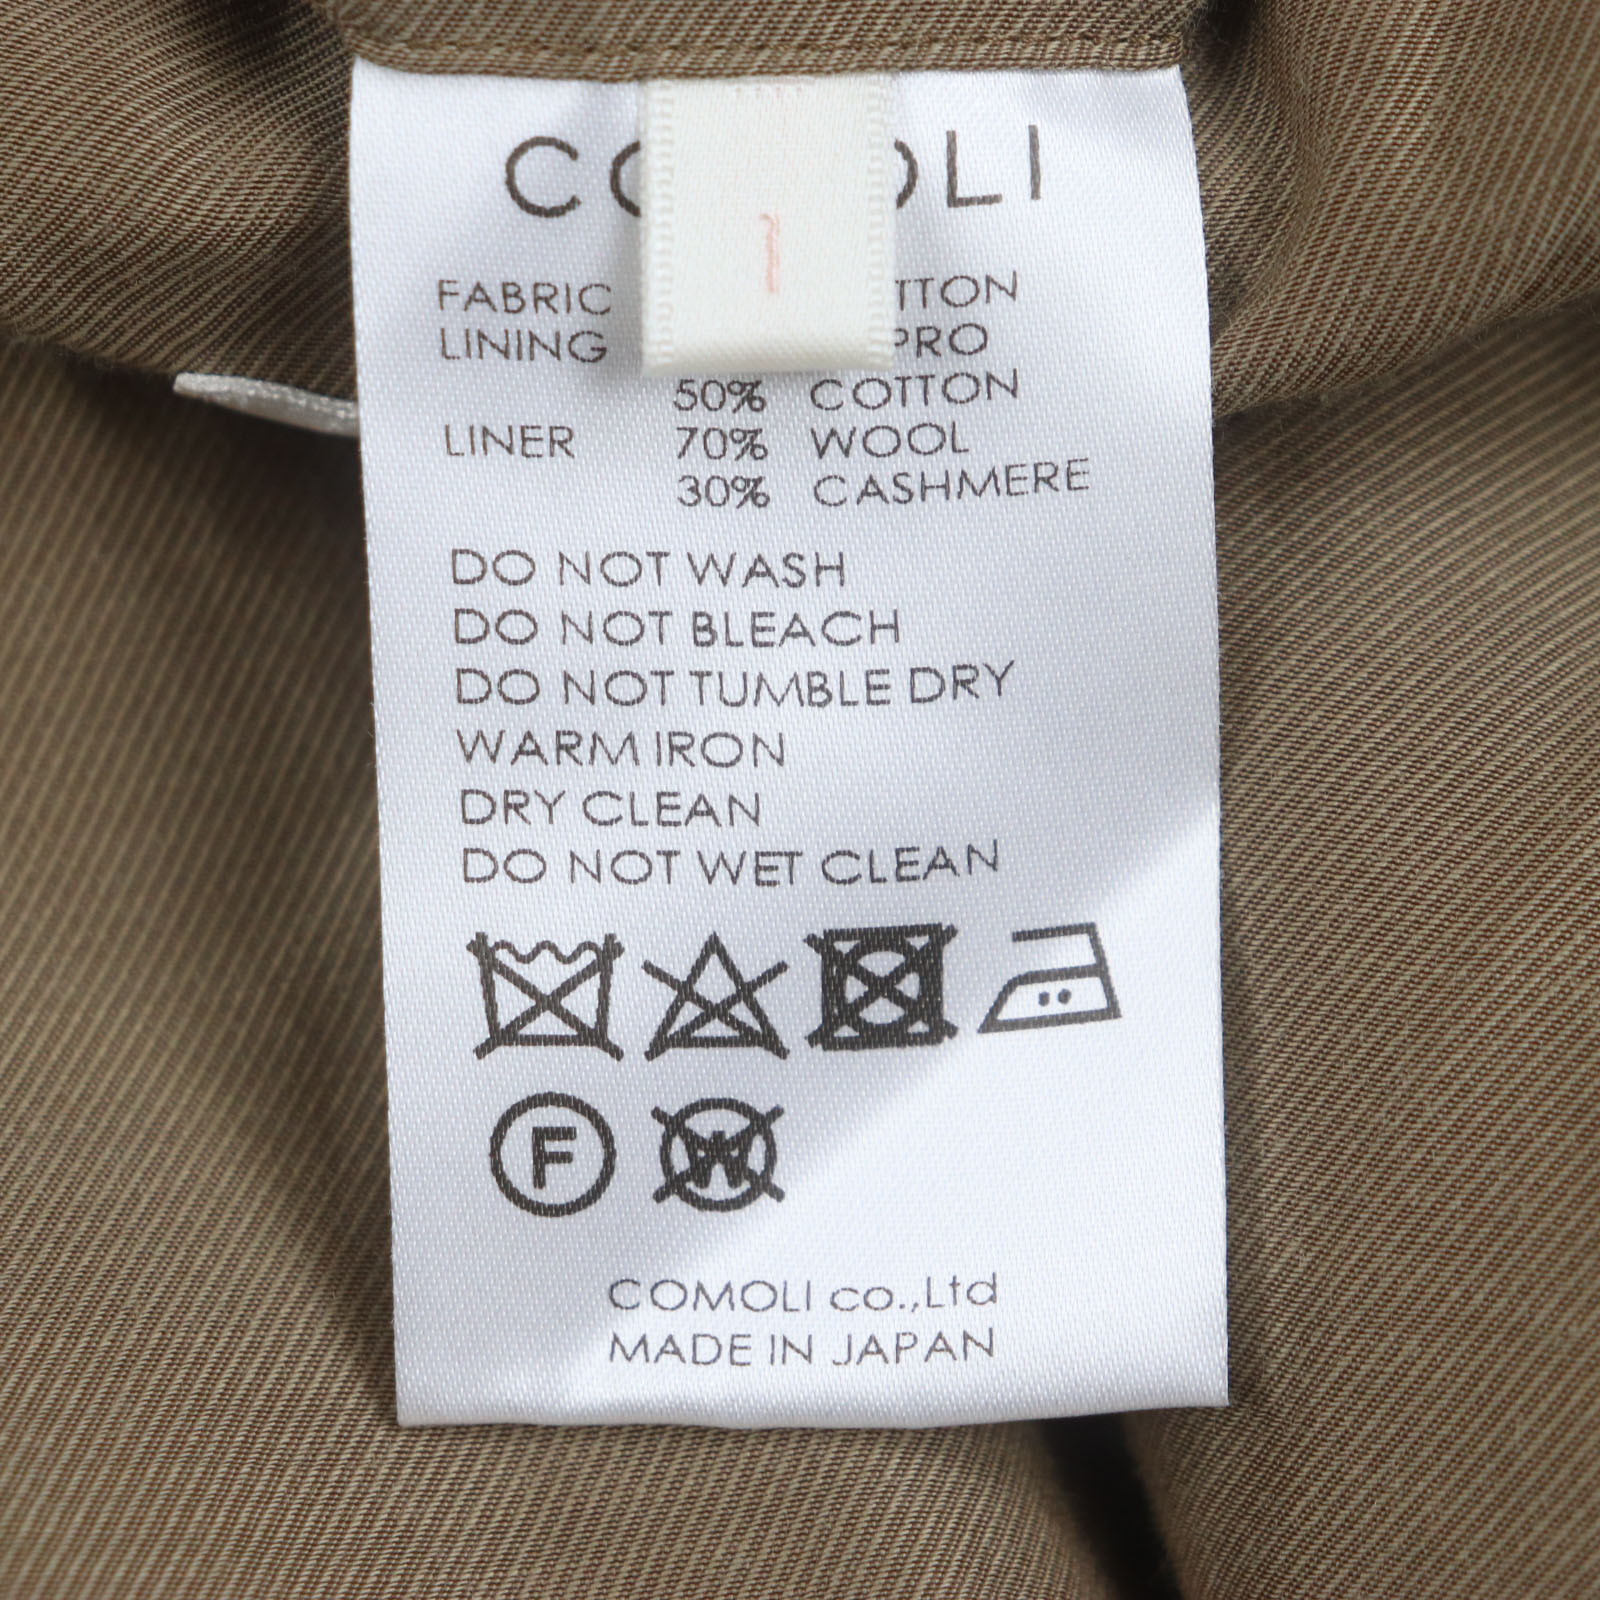 1
FABRIC
LINING
50% COTTON
LINER 70% WOOL
30% CASHMERE
DO NOT WASH
DO NOT BLEACH
DO NOT TUMBLE DRY
WARM IRON
DRY CLEAN
DO NOT WET CLEAN
F W
COMOLI co.,Ltd
MADE IN JAPAN